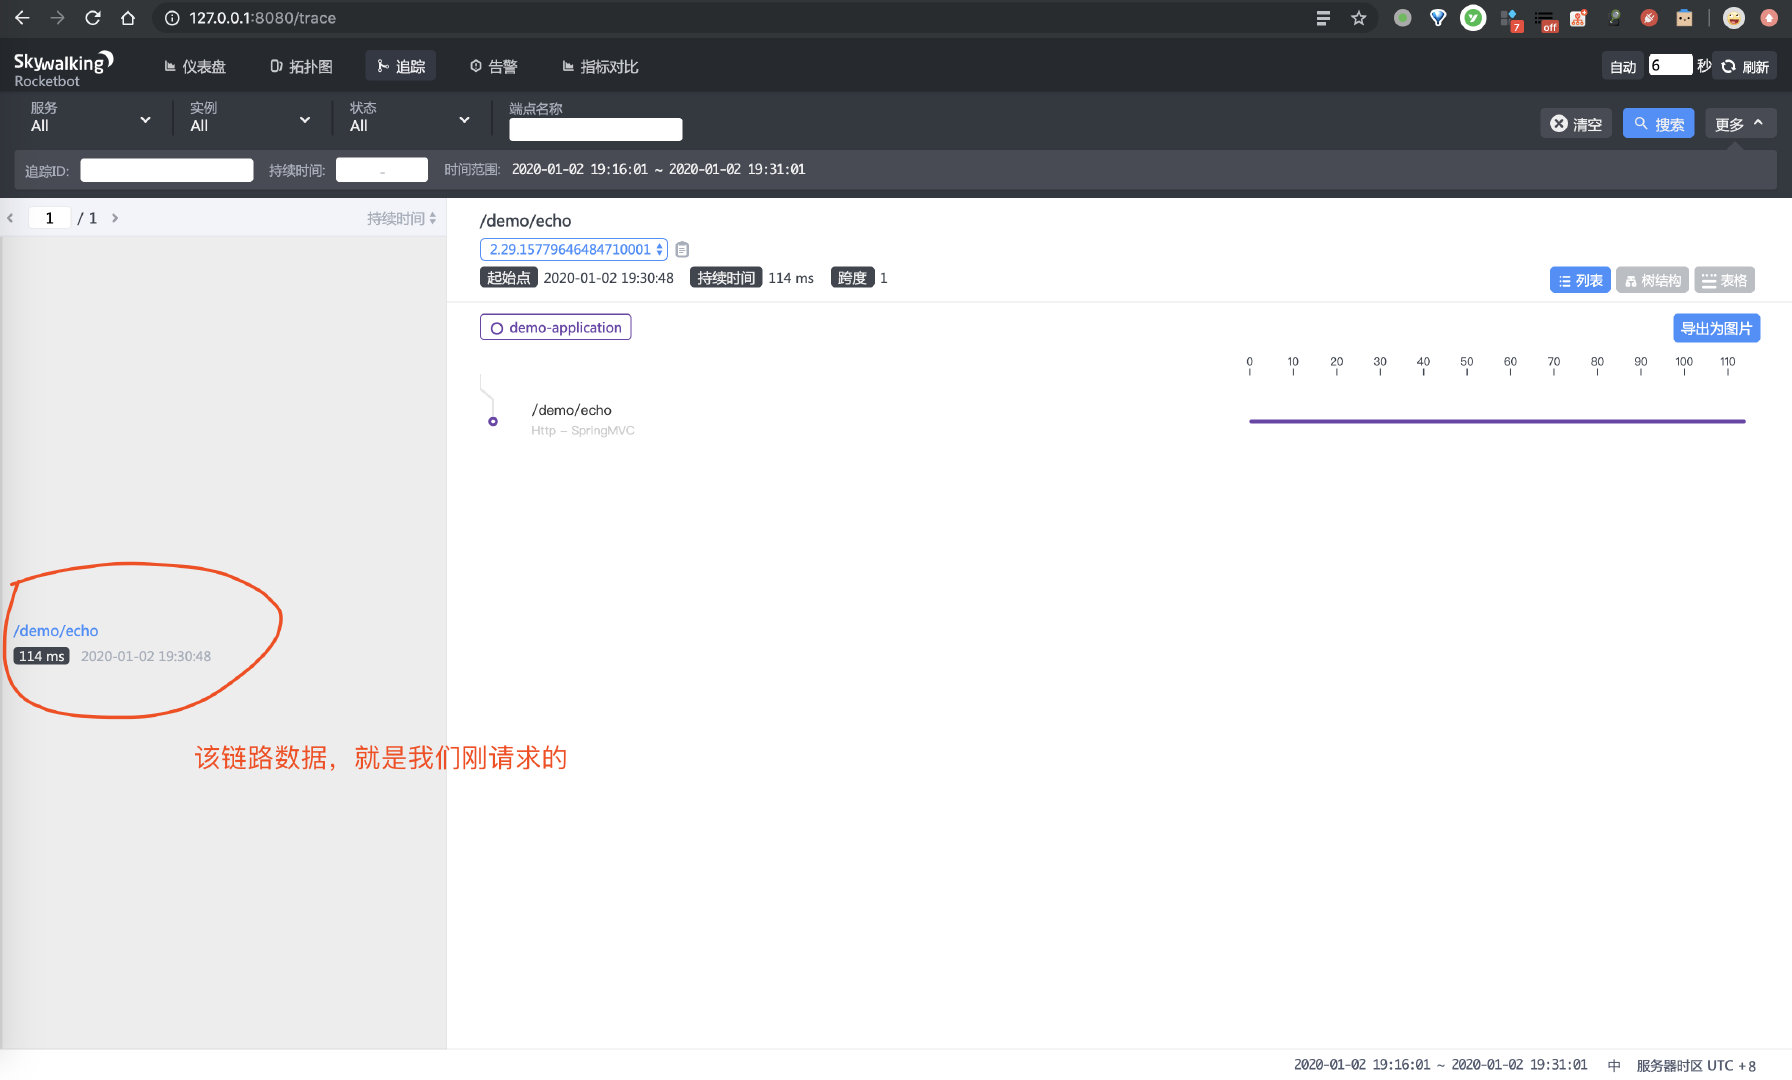 127.0.0.1:8080/trace
7
off
Skywalking
Rocketbot
仪表盘
拓扑图
追踪
告警
指标对比
自动
6
秒
刷新
服务
All
实例
All
状态
All
端点名称
清空
搜索
更多
追踪ID:
持续时间:
-
时间范围:
2020-01-02 19:16:01 ~ 2020-01-02 19:31:01
1
/ 1
持续时间
/demo/echo
2.29.15779646484710001
起始点 2020-01-02 19:30:48 持续时间 114 ms 跨度 1
列表
树结构
表格
demo-application
导出为图片
0 10 20 30 40 50 60 70 80 90 100 110
/demo/echo
Http - SpringMVC
/demo/echo
114 ms 2020-01-02 19:30:48
该链路数据，就是我们刚请求的
2020-01-02 19:16:01 ~ 2020-01-02 19:31:01 中 服务器时区 UTC +8